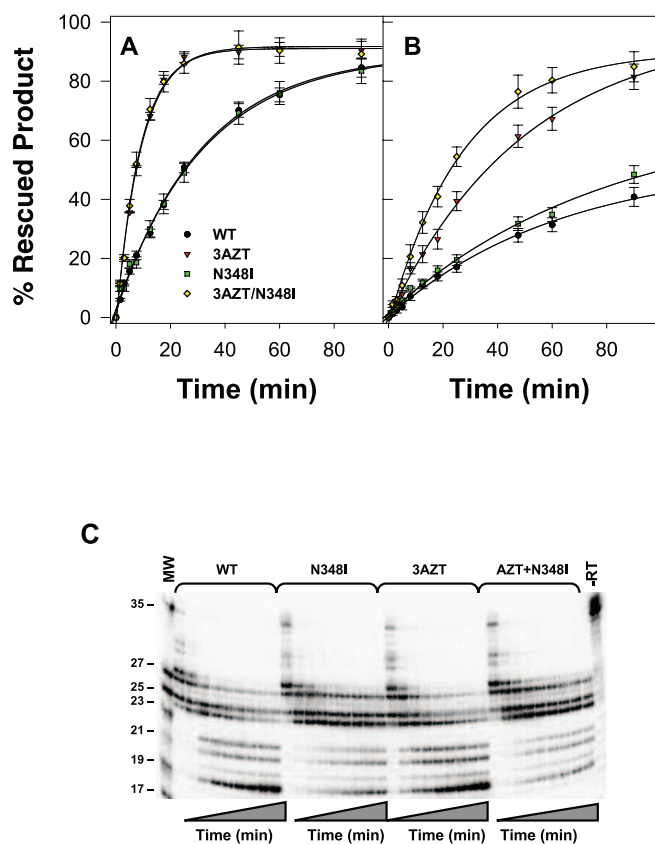 A
B
% Rescued Product
100
80
60
40
20
0
WT
3AZT
N348I
3AZT/N348I
0 20 40 60 80
0 20 40 60 80
Time (min)
Time (min)
C
MW
WT
N348I
3AZT
AZT+N348I
-RT
35
27
25
23
21
19
17
Time (min)
Time (min)
Time (min)
Time (min)